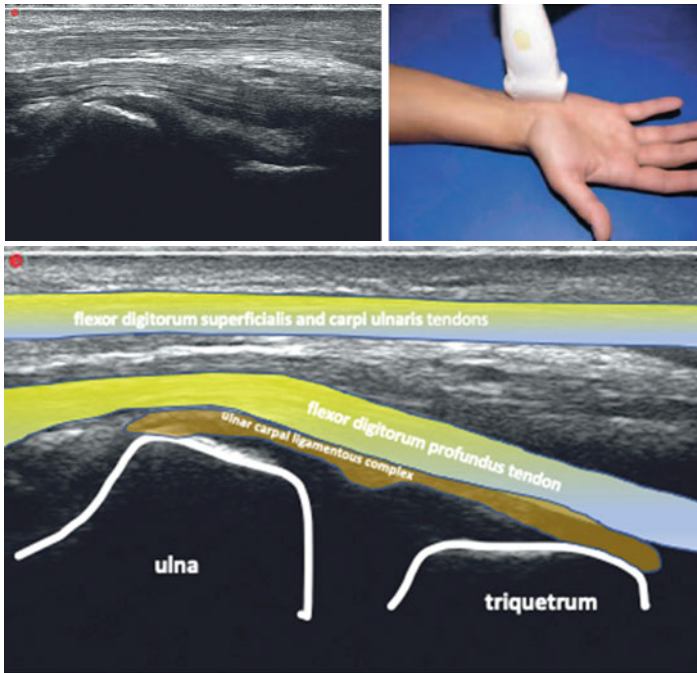 flexor digitorum superficialis and carpi ulnaris tendons
flexor digitorum profundus tendon
ulnar carpal ligamentous complex
ulna
triquetrum